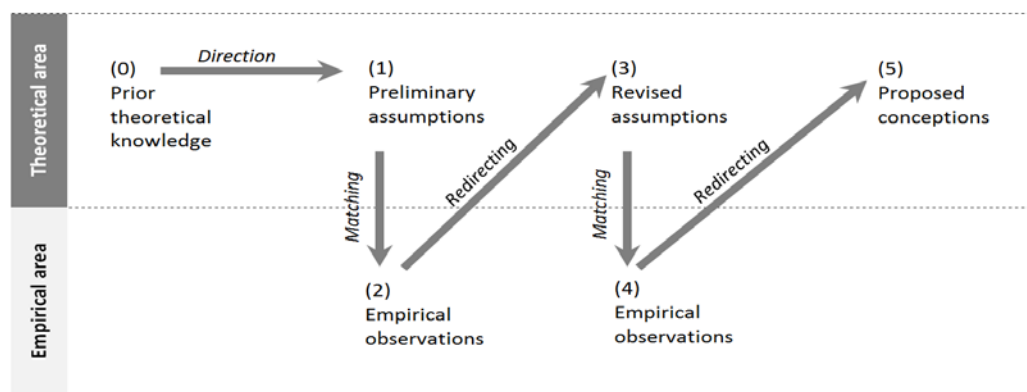 Theoretical area
Empirical area
Direction
(0)
Prior
theoretical
knowledge
(1)
Preliminary
assumptions
(3)
Revised
assumptions
(5)
Proposed
conceptions
Matching
Redirecting
Matching
Redirecting
(2)
Empirical
observations
(4)
Empirical
observations